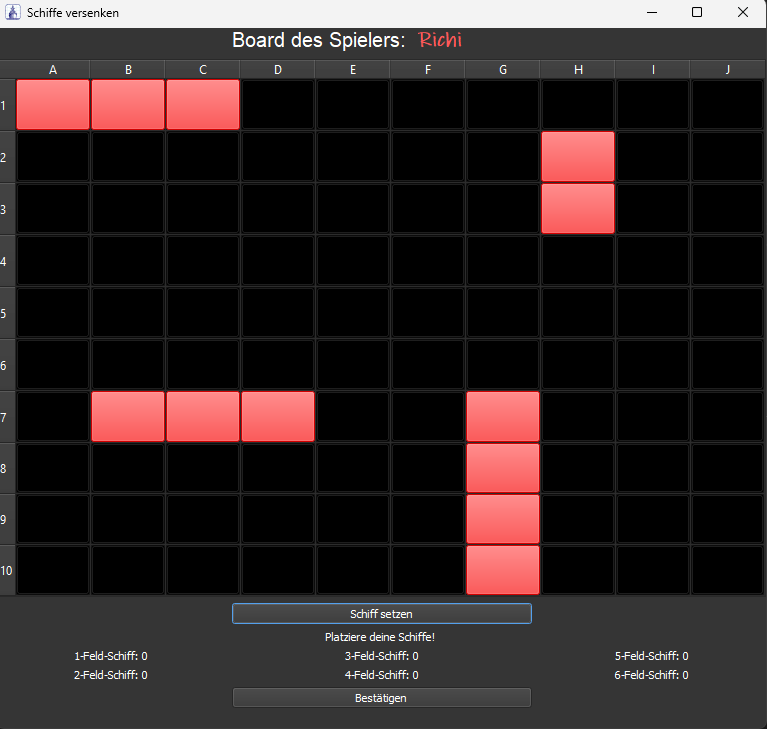 Schiffe versenken
Board des Spielers: Richi
A B C D E F G H I J
1
2
3
4
5
6
7
8
9
10
Schiff setzen
Platziere deine Schiffe!
1-Feld-Schiff: 0 3-Feld-Schiff: 0 5-Feld-Schiff: 0
2-Feld-Schiff: 0 4-Feld-Schiff: 0 6-Feld-Schiff: 0
Bestätigen